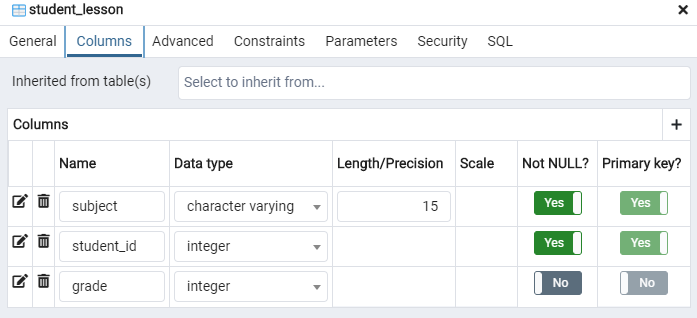 student_lesson
General Columns Advanced Constraints Parameters Security SQL
Inherited from table(s) Select to inherit from...
Columns
Name Data type Length/Precision Scale Not NULL? Primary key?
subject character varying 15 Yes Yes
student_id integer Yes Yes
grade integer No No